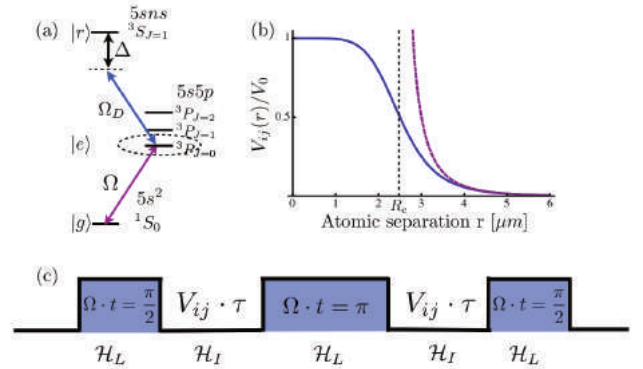 (a)
5sns
|r⟩
³S_{J=1}
Δ
Ω_D
5s5p
³P_{J=2}
³P_{J=1}
|e⟩
³P_{J=0}
Ω
5s²
|g⟩
¹S₀
(b)
V_{ij}(r)/V₀
1
0.5
0 1 2 R_c 3 4 5 6
Atomic separation r [μm]
(c)
Ω · t = π/2
V_{ij} · τ
Ω · t = π
V_{ij} · τ
Ω · t = π/2
ℋ_L
ℋ_I
ℋ_L
ℋ_I
ℋ_L